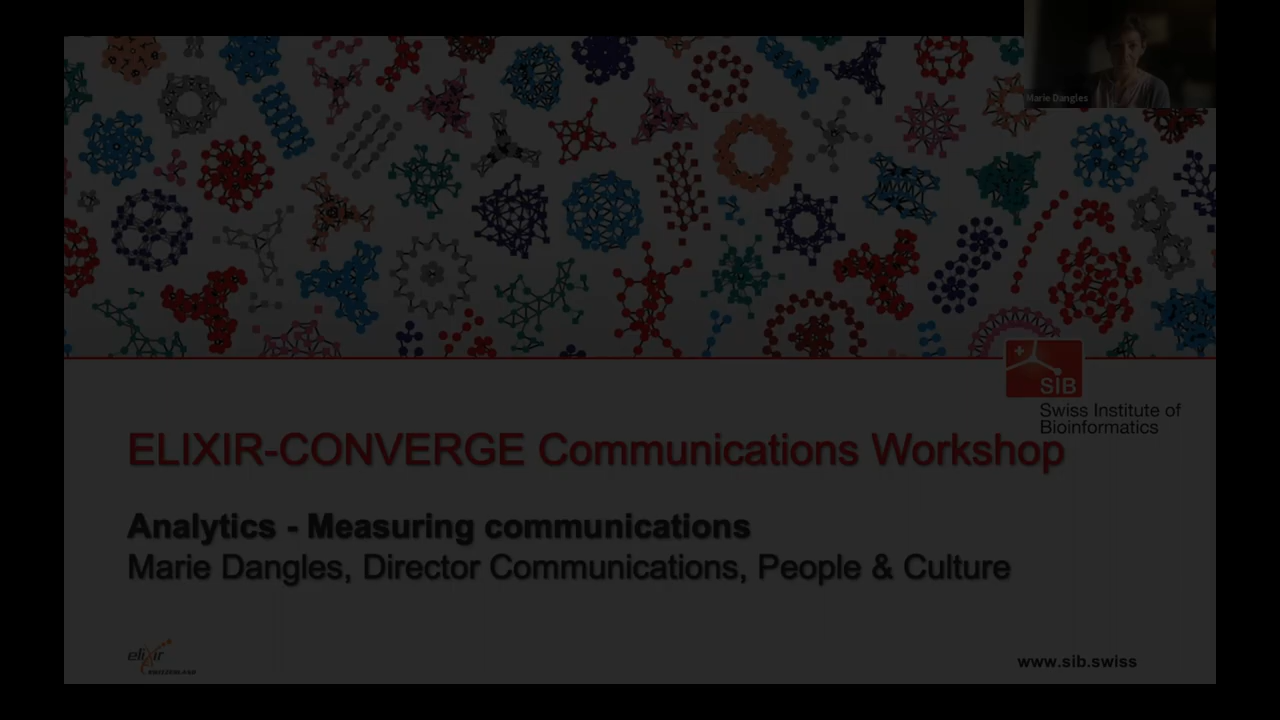 Marie Dangles
SIB
Swiss Institute of
Bioinformatics
ELIXIR-CONVERGE Communications Workshop
Analytics - Measuring communications
Marie Dangles, Director Communications, People & Culture
elixir
SWITZERLAND
www.sib.swiss